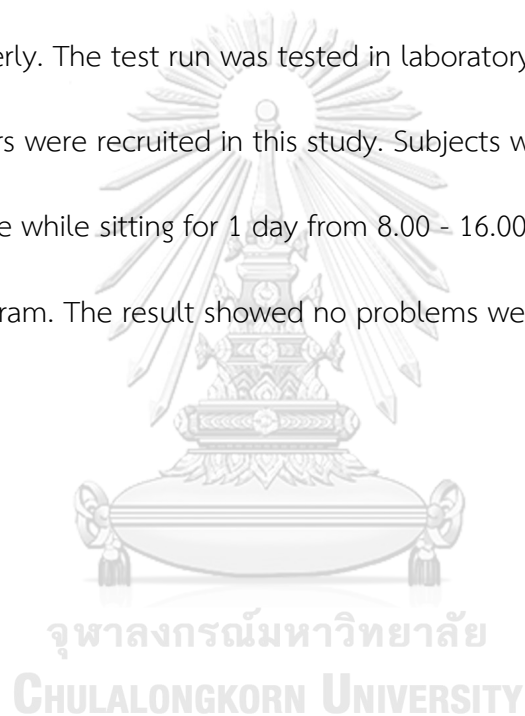 erly. The test run was tested in laboratory
rs were recruited in this study. Subjects w
e while sitting for 1 day from 8.00 - 16.00
ram. The result showed no problems we
จุฬาลงกรณ์มหาวิทยาลัย
CHULALONGKORN UNIVERSITY